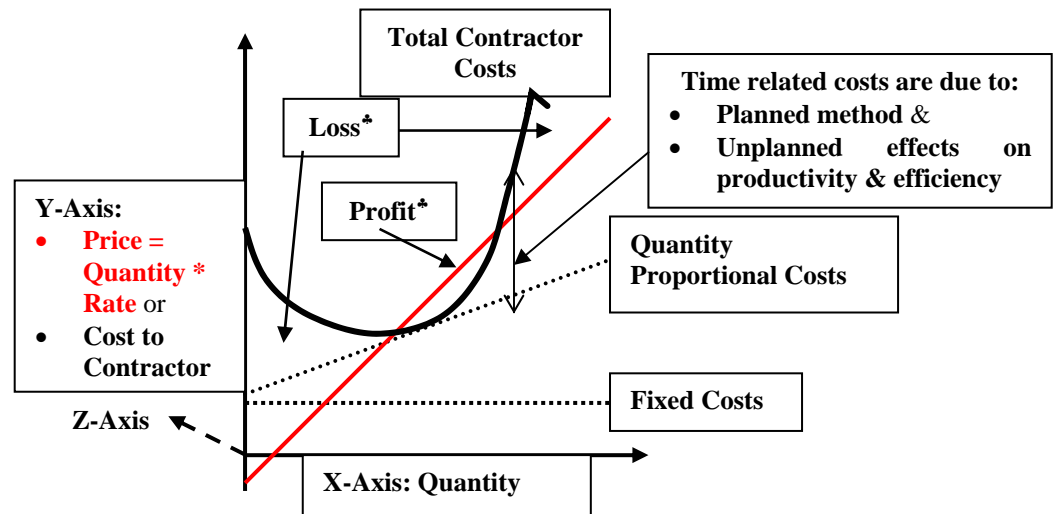 Total Contractor
Costs
Time related costs are due to:
• Planned method &
• Unplanned effects on
productivity & efficiency
Loss♣
Profit♣
Y-Axis:
• Price =
Quantity *
Rate or
• Cost to
Contractor
Quantity
Proportional Costs
Fixed Costs
Z-Axis
X-Axis: Quantity